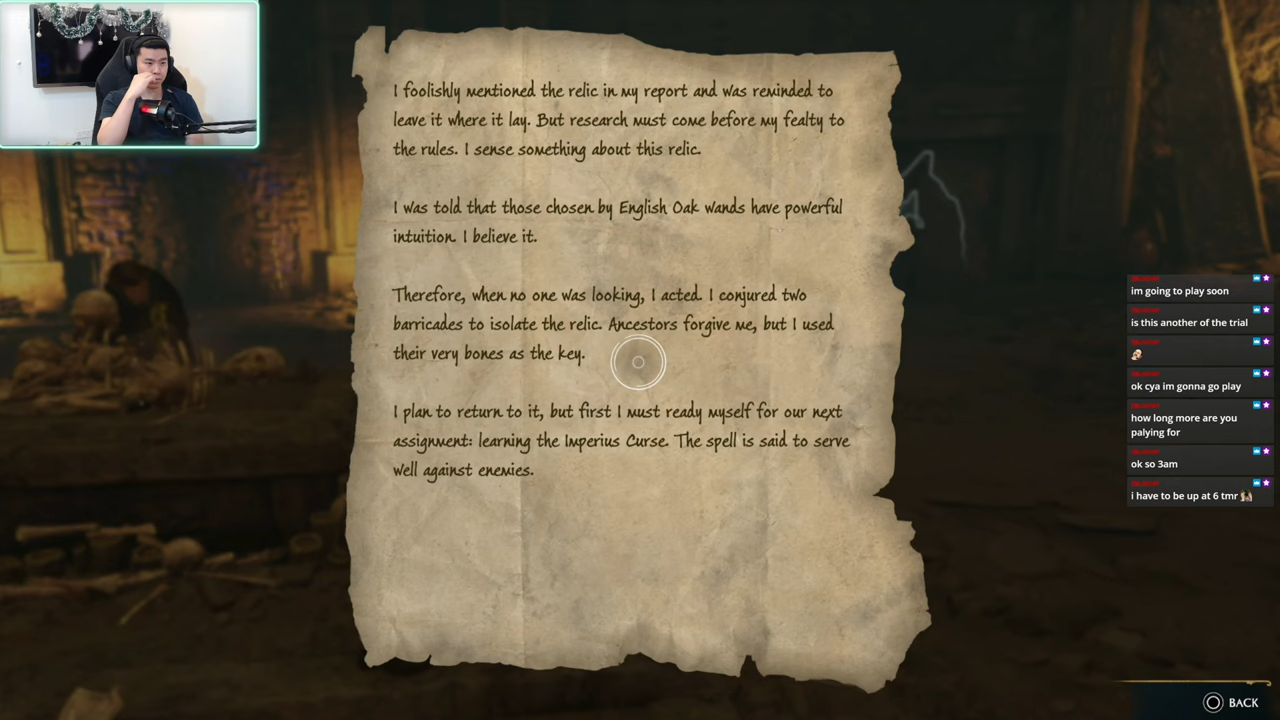 I foolishly mentioned the relic in my report and was reminded to
leave it where it lay. But research must come before my fealty to
the rules. I sense something about this relic.
I was told that those chosen by English Oak wands have powerful
intuition. I believe it.
Therefore, when no one was looking, I acted. I conjured two
barricades to isolate the relic. Ancestors forgive me, but I used
their very bones as the key.
I plan to return to it, but first I must ready myself for our next
assignment: learning the Imperius Curse. The spell is said to serve
well against enemies.
im going to play soon
is this another of the trial
ok cya im gonna go play
how long more are you
palying for
ok so 3am
i have to be up at 6 tmr
BACK